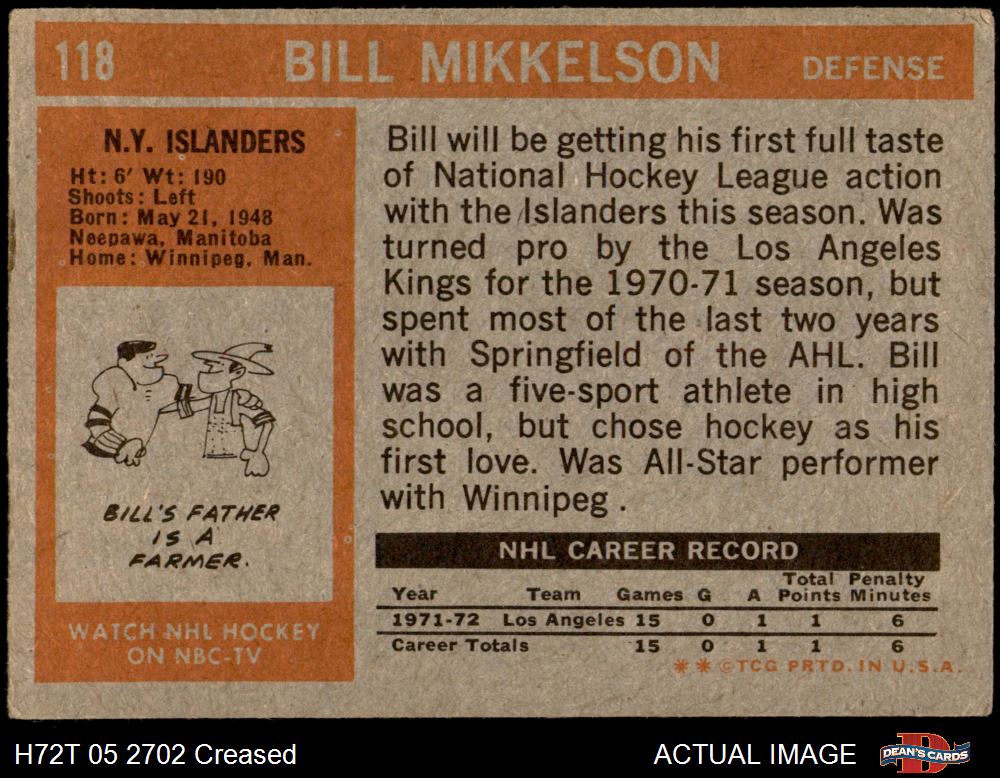 118 BILL MIKKELSON DEFENSE
N.Y. ISLANDERS
Ht: 6' Wt: 190
Shoots: Left
Born: May 21, 1948
Neepawa, Manitoba
Home: Winnipeg, Man.
BILL'S FATHER
IS A
FARMER.
WATCH NHL HOCKEY
ON NBC-TV
Bill will be getting his first full taste
of National Hockey League action
with the Islanders this season. Was
turned pro by the Los Angeles
Kings for the 1970-71 season, but
spent most of the last two years
with Springfield of the AHL. Bill
was a five-sport athlete in high
school, but chose hockey as his
first love. Was All-Star performer
with Winnipeg.
NHL CAREER RECORD
Year Team Games G A Total Points Penalty Minutes
1971-72 Los Angeles 15 0 1 1 6
Career Totals 15 0 1 1 6
** ©TCG PRTD. IN U.S.A.
H72T 05 2702 Creased ACTUAL IMAGE DEAN'S CARDS